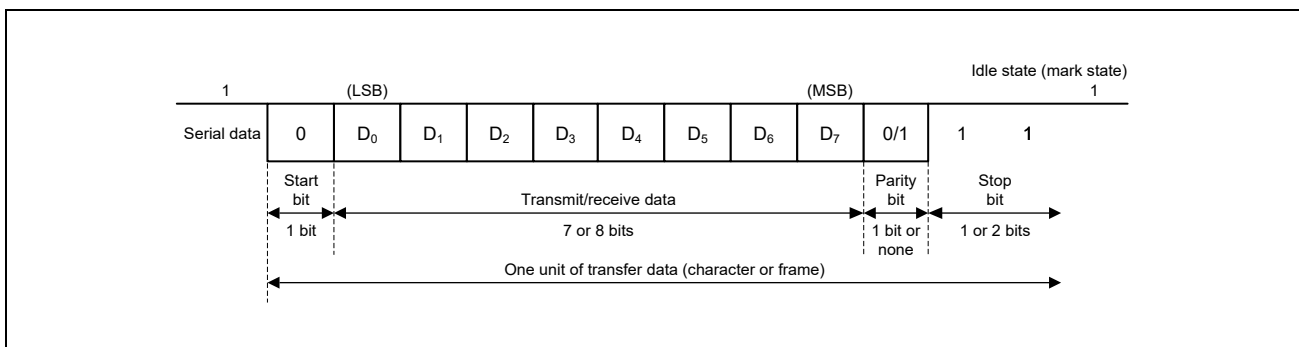 Idle state (mark state)
1 (LSB) (MSB) 1
Serial data 0 D₀ D₁ D₂ D₃ D₄ D₅ D₆ D₇ 0/1 1 1
Start bit Transmit/receive data Parity bit Stop bit
1 bit 7 or 8 bits 1 bit or none 1 or 2 bits
One unit of transfer data (character or frame)